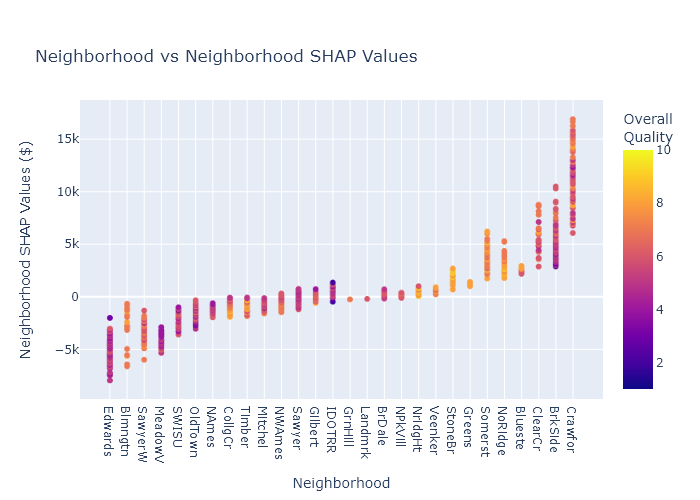 Neighborhood vs Neighborhood SHAP Values
Overall
Quality
10
8
6
4
2
Neighborhood SHAP Values ($)
15k
10k
5k
0
−5k
Edwards
Blmngtn
SawyerW
MeadowV
SWISU
OldTown
NAmes
CollgCr
Timber
Mitchel
NWAmes
Sawyer
Gilbert
IDOTRR
GrnHill
Landmrk
BrDale
NPkVill
NridgHt
Veenker
StoneBr
Greens
Somerst
NoRidge
Blueste
ClearCr
BrkSide
Crawfor
Neighborhood